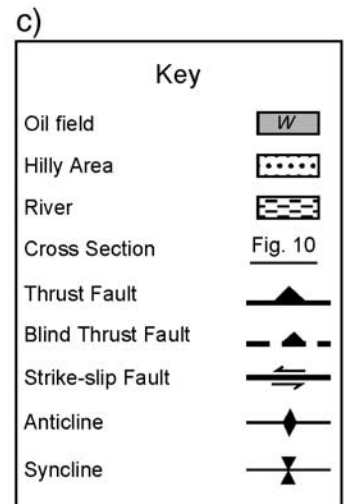 c)
Key
Oil field W
Hilly Area
River
Cross Section Fig. 10
Thrust Fault
Blind Thrust Fault
Strike-slip Fault
Anticline
Syncline